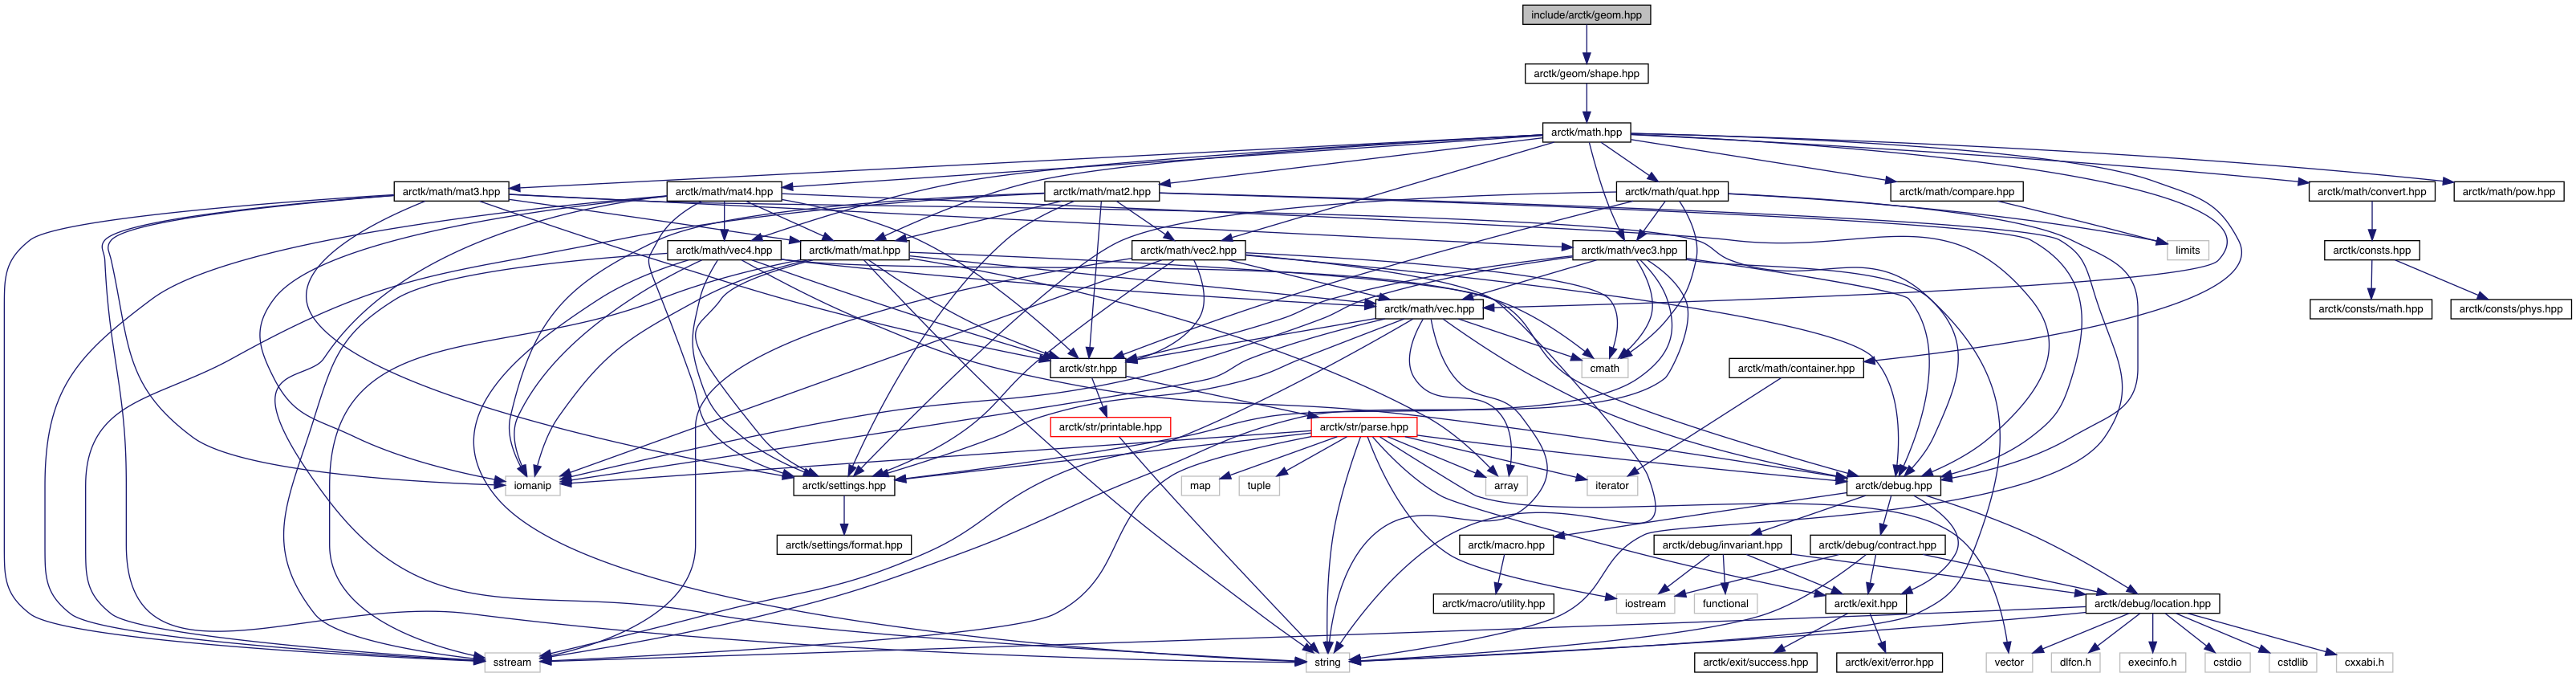 include/arctk/geom.hpp
arctk/geom/shape.hpp
arctk/math.hpp
arctk/math/mat3.hpp
arctk/math/mat4.hpp
arctk/math/mat2.hpp
arctk/math/quat.hpp
arctk/math/compare.hpp
arctk/math/convert.hpp
arctk/math/pow.hpp
arctk/math/vec4.hpp
arctk/math/mat.hpp
arctk/math/vec2.hpp
arctk/math/vec3.hpp
limits
arctk/consts.hpp
arctk/math/vec.hpp
arctk/consts/math.hpp
arctk/consts/phys.hpp
arctk/str.hpp
cmath
arctk/math/container.hpp
arctk/str/printable.hpp
arctk/str/parse.hpp
iomanip
arctk/settings.hpp
map
tuple
array
iterator
arctk/debug.hpp
arctk/settings/format.hpp
arctk/macro.hpp
arctk/debug/invariant.hpp
arctk/debug/contract.hpp
arctk/macro/utility.hpp
iostream
functional
arctk/exit.hpp
arctk/debug/location.hpp
sstream
string
arctk/exit/success.hpp
arctk/exit/error.hpp
vector
dlfcn.h
execinfo.h
cstdio
cstdlib
cxxabi.h